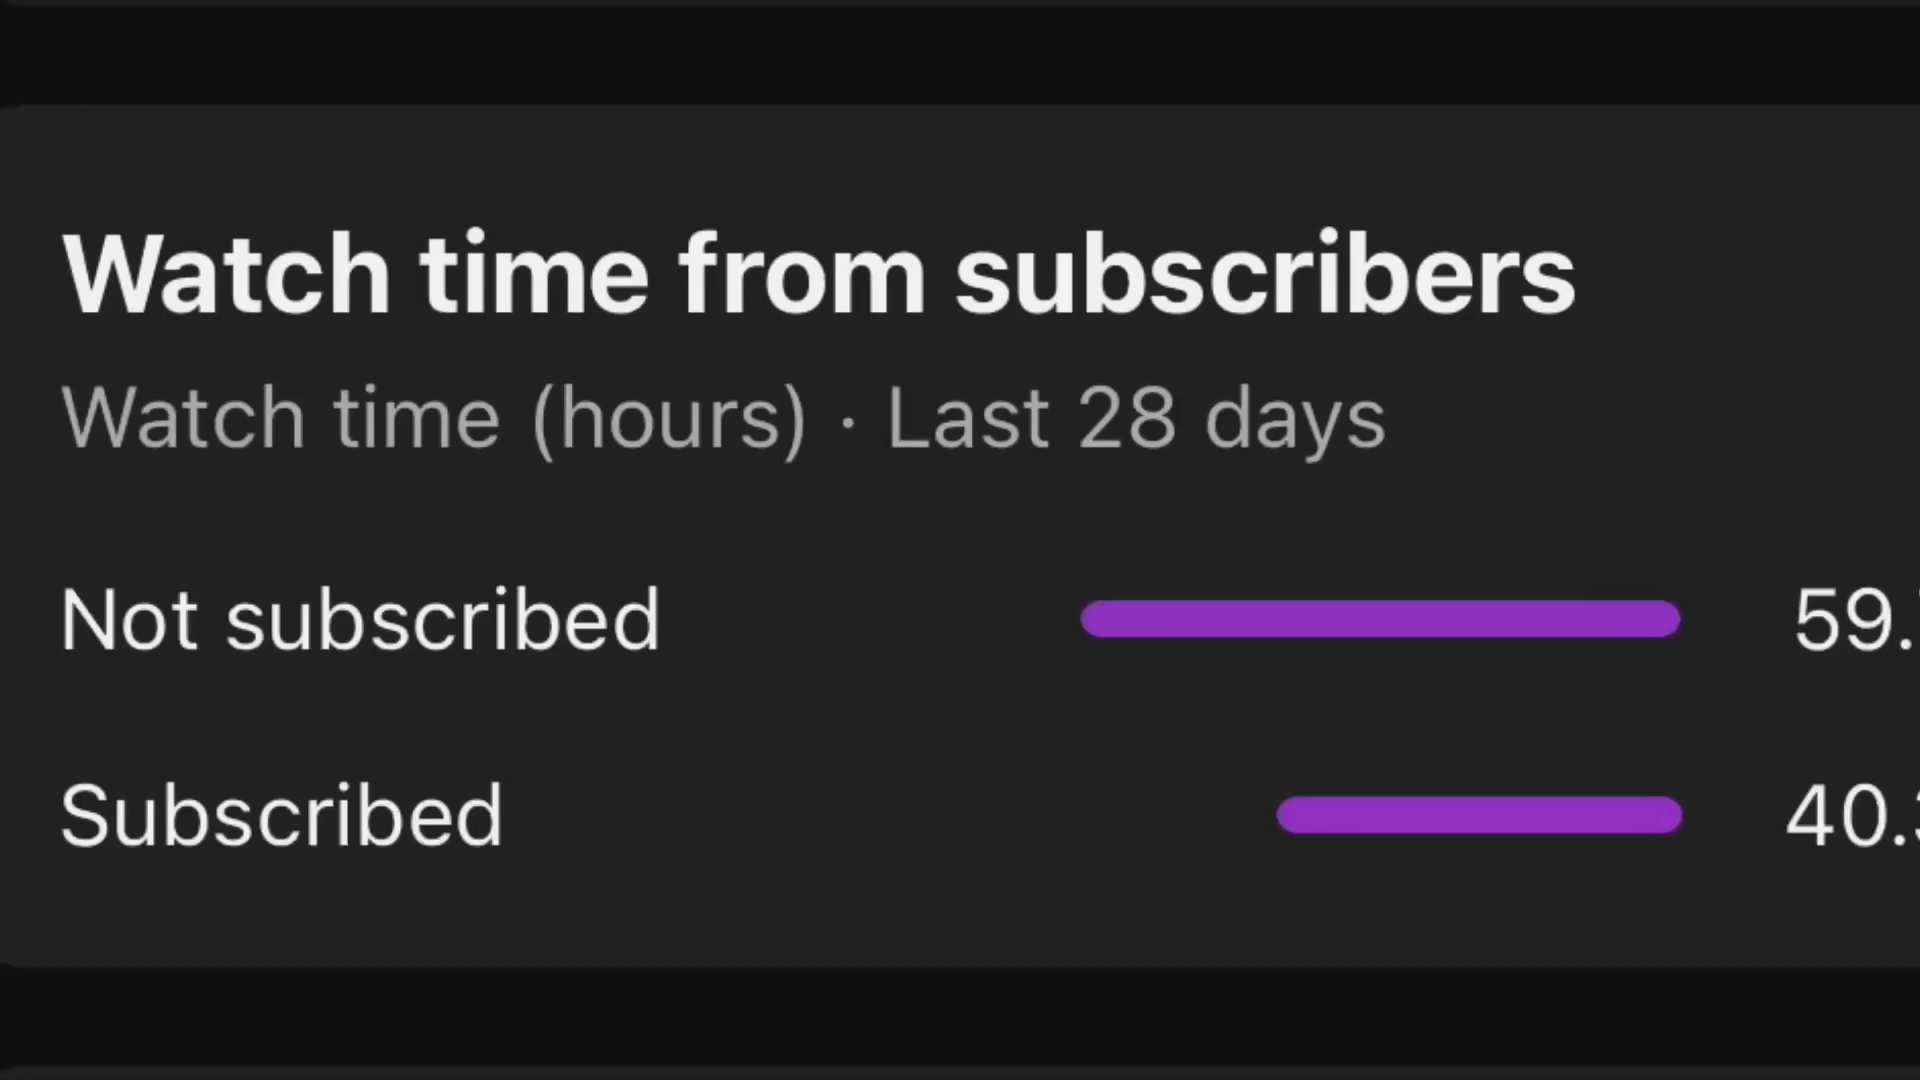 Watch time from subscribers
Watch time (hours) · Last 28 days
Not subscribed 59.
Subscribed 40.